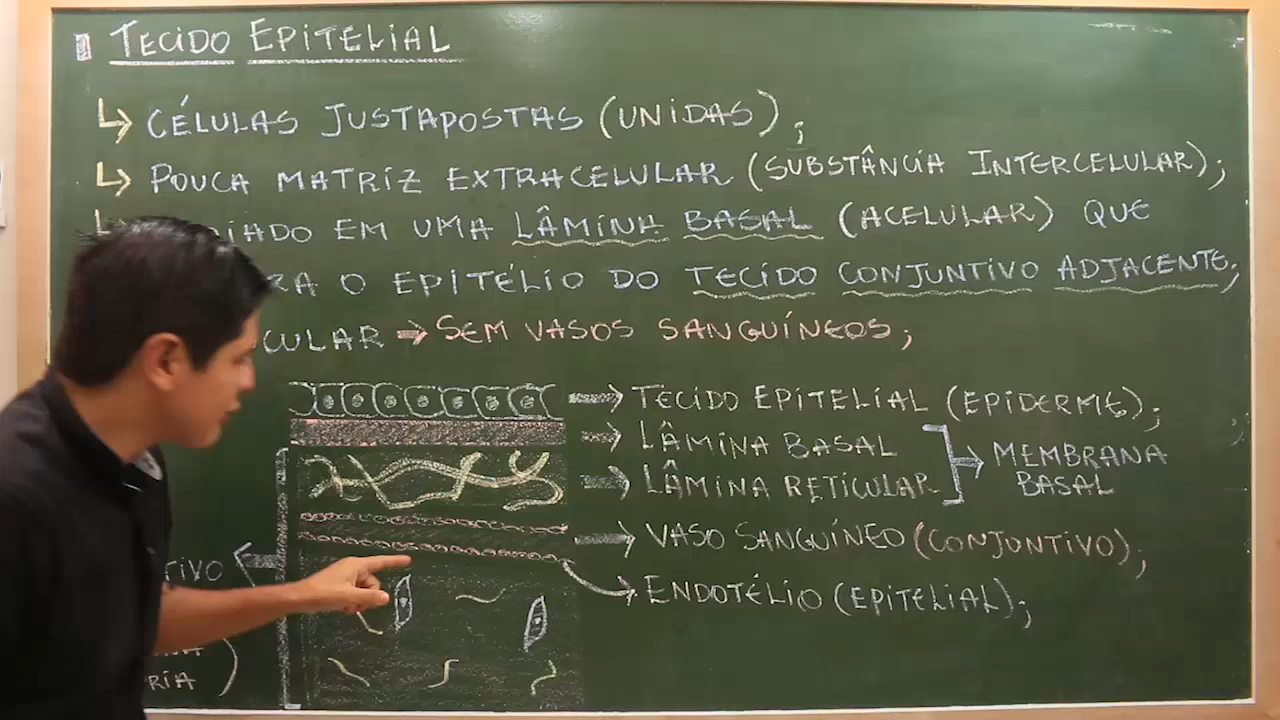 TECIDO EPITELIAL
CÉLULAS JUSTAPOSTAS (UNIDAS);
POUCA MATRIZ EXTRACELULAR (SUBSTÂNCIA INTERCELULAR);
EM UMA LÂMINA BASAL (ACELULAR) QUE
O EPITÉLIO DO TECIDO CONJUNTIVO ADJACENTE;
CULAR → SEM VASOS SANGUÍNEOS;
→ TECIDO EPITELIAL (EPIDERME);
→ LÂMINA BASAL
→ LÂMINA RETICULAR
→ MEMBRANA
BASAL
→ VASO SANGUÍNEO (CONJUNTIVO);
→ ENDOTÉLIO (EPITELIAL);